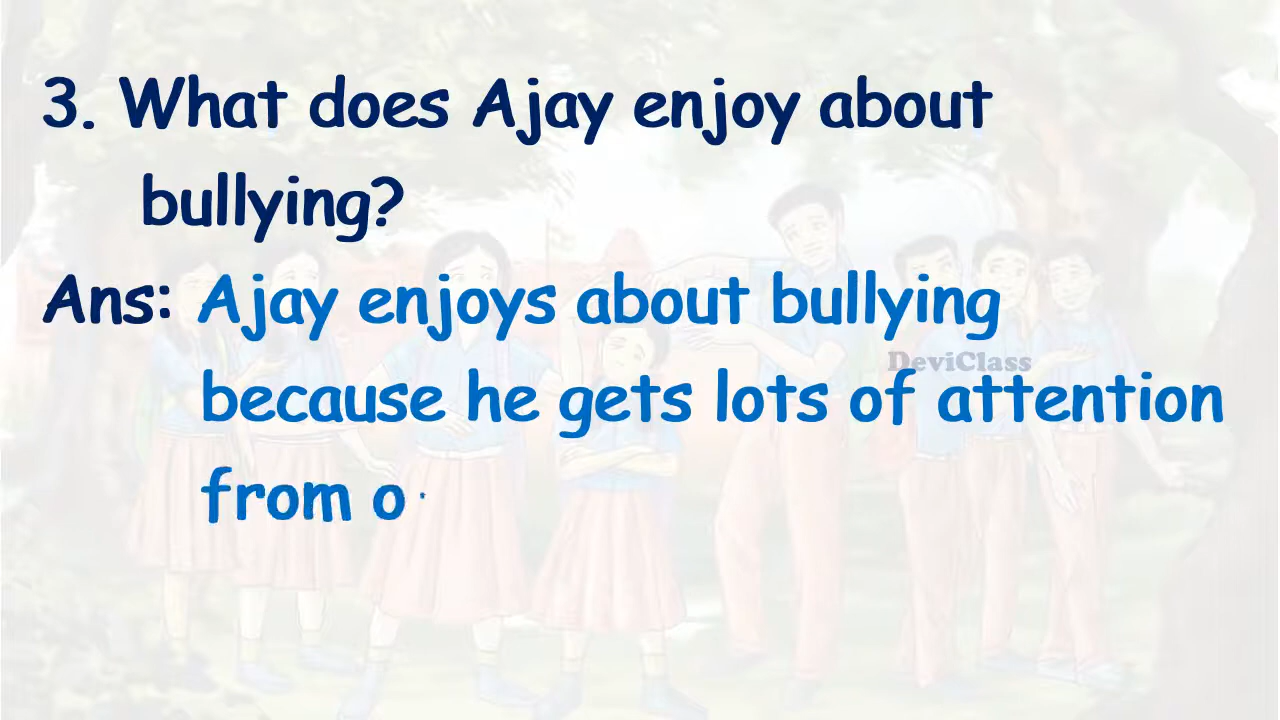 3. What does Ajay enjoy about
bullying?
Ans: Ajay enjoys about bullying
DeviClass
because he gets lots of attention
from o